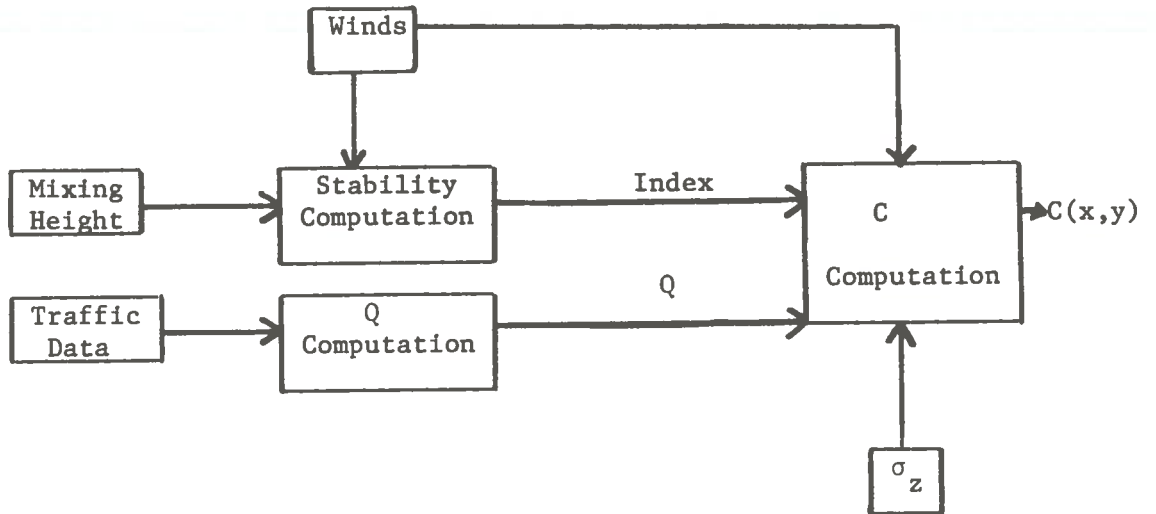 Winds
Mixing
Height
Stability
Computation
Index
C
Computation
C(x,y)
Traffic
Data
Q
Computation
Q
σz